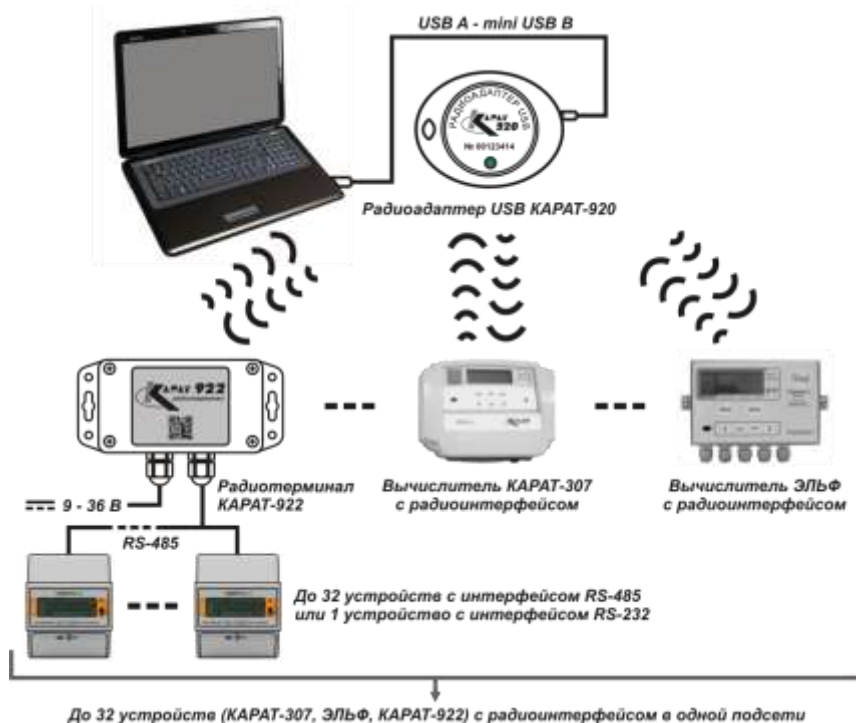 USB A - mini USB B
РАДИОАДАПТЕР USB
КАРАТ
920
№ 00123414
Радиоадаптер USB КАРАТ-920
КАРАТ 922
Радиотерминал
КАРАТ-922
Вычислитель КАРАТ-307
с радиоинтерфейсом
Вычислитель ЭЛЬФ
с радиоинтерфейсом
9 - 36 В
RS-485
До 32 устройств с интерфейсом RS-485
или 1 устройство с интерфейсом RS-232
До 32 устройств (КАРАТ-307, ЭЛЬФ, КАРАТ-922) с радиоинтерфейсом в одной подсети